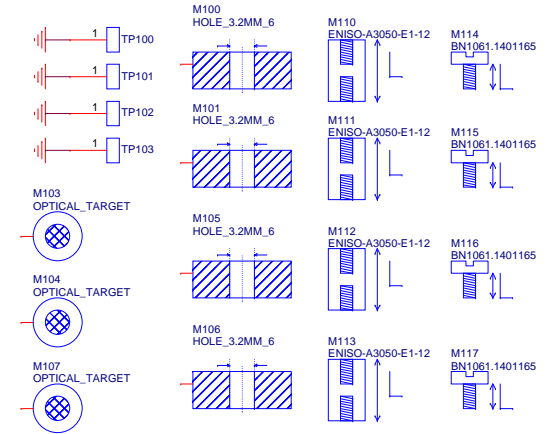 1
TP100
1
TP101
1
TP102
1
TP103
M103
OPTICAL_TARGET
M104
OPTICAL_TARGET
M107
OPTICAL_TARGET
M100
HOLE_3.2MM_6
M101
HOLE_3.2MM_6
M105
HOLE_3.2MM_6
M106
HOLE_3.2MM_6
M110
ENISO-A3050-E1-12
M111
ENISO-A3050-E1-12
M112
ENISO-A3050-E1-12
M113
ENISO-A3050-E1-12
M114
BN1061.1401165
M115
BN1061.1401165
M116
BN1061.1401165
M117
BN1061.1401165